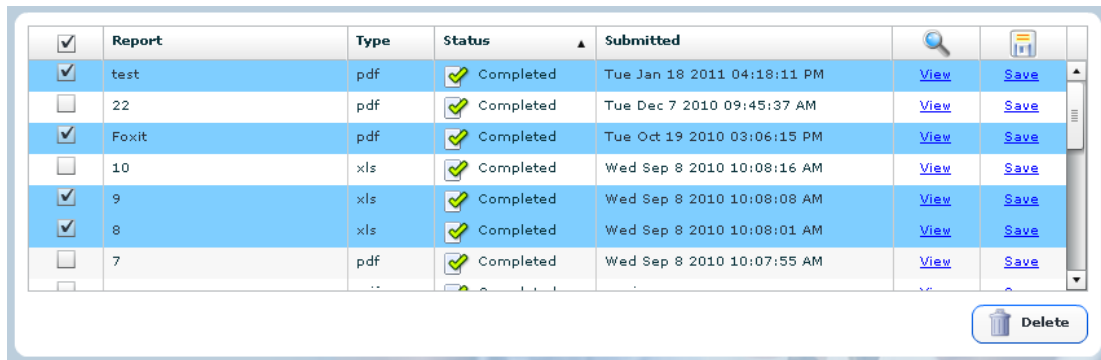 Report Type Status Submitted
test pdf Completed Tue Jan 18 2011 04:18:11 PM View Save
22 pdf Completed Tue Dec 7 2010 09:45:37 AM View Save
Foxit pdf Completed Tue Oct 19 2010 03:06:15 PM View Save
10 xls Completed Wed Sep 8 2010 10:08:16 AM View Save
9 xls Completed Wed Sep 8 2010 10:08:08 AM View Save
8 xls Completed Wed Sep 8 2010 10:08:01 AM View Save
7 pdf Completed Wed Sep 8 2010 10:07:55 AM View Save
Delete